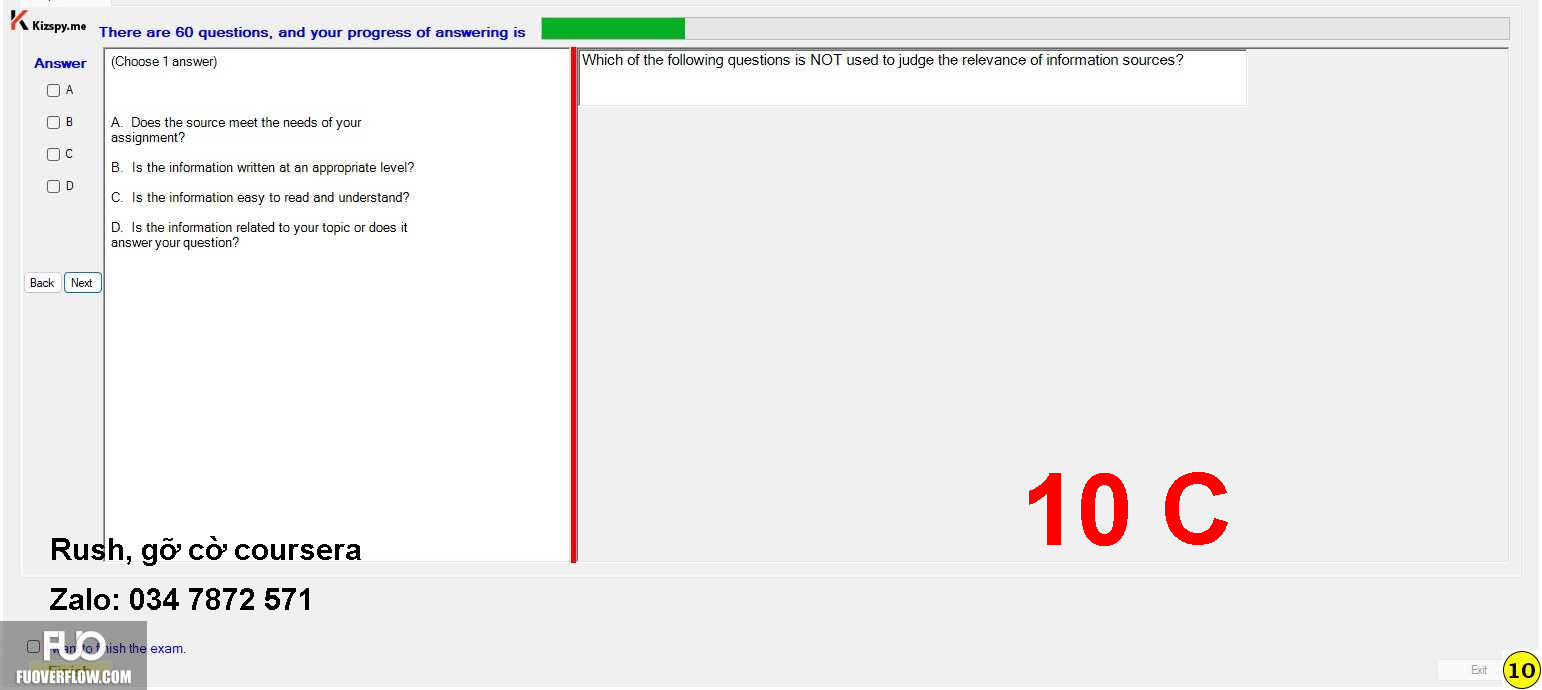 Kizspy.me
There are 60 questions, and your progress of answering is
Answer
A
B
C
D
Back
Next
(Choose 1 answer)
A. Does the source meet the needs of your
assignment?
B. Is the information written at an appropriate level?
C. Is the information easy to read and understand?
D. Is the information related to your topic or does it
answer your question?
Which of the following questions is NOT used to judge the relevance of information sources?
10 C
Rush, gỡ cờ coursera
Zalo: 034 7872 571
FUO
to finish the exam.
Finish
FUOVERFLOW.COM
Exit
10